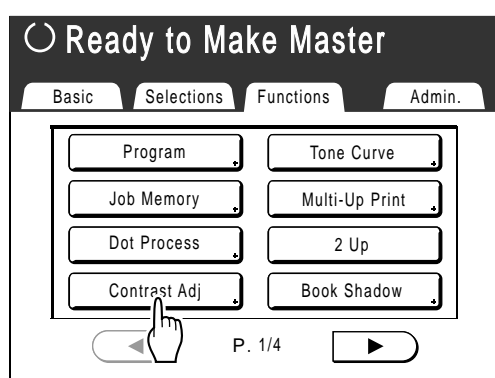 Ready to Make Master
Basic Selections Functions Admin.
Program Tone Curve
Job Memory Multi-Up Print
Dot Process 2 Up
Contrast Adj Book Shadow
P. 1/4